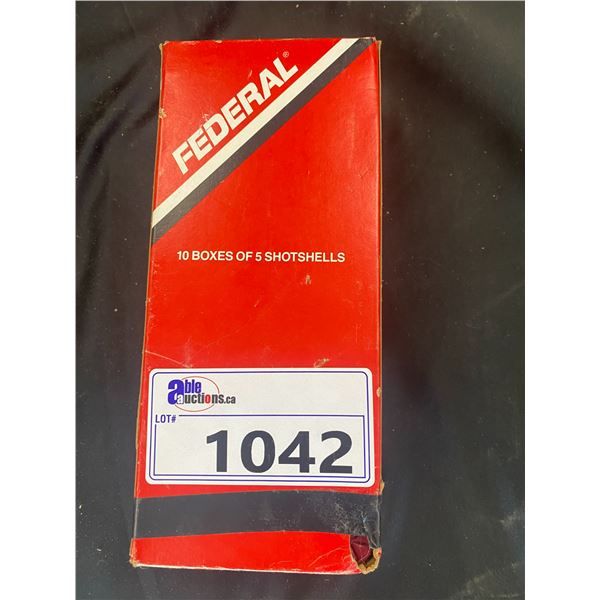 FEDERAL®
10 BOXES OF 5 SHOTSHELLS
able
auctions.ca
LOT#
1042